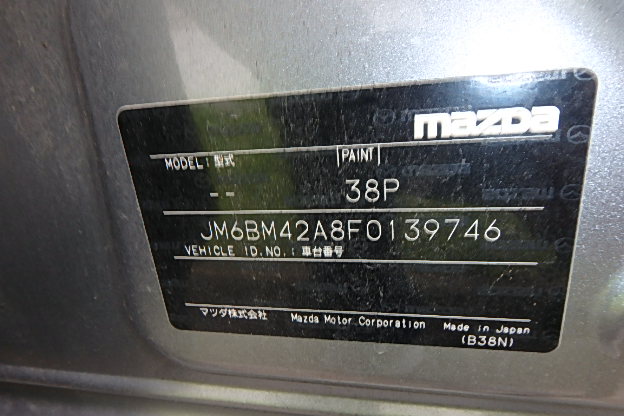 mazda
MODEL: 型式 PAINT
-- 38P
JM6BM42A8F0139746
VEHICLE ID.NO.: 車台番号
マツダ株式会社 Mazda Motor Corporation Made in Japan
(B38N)